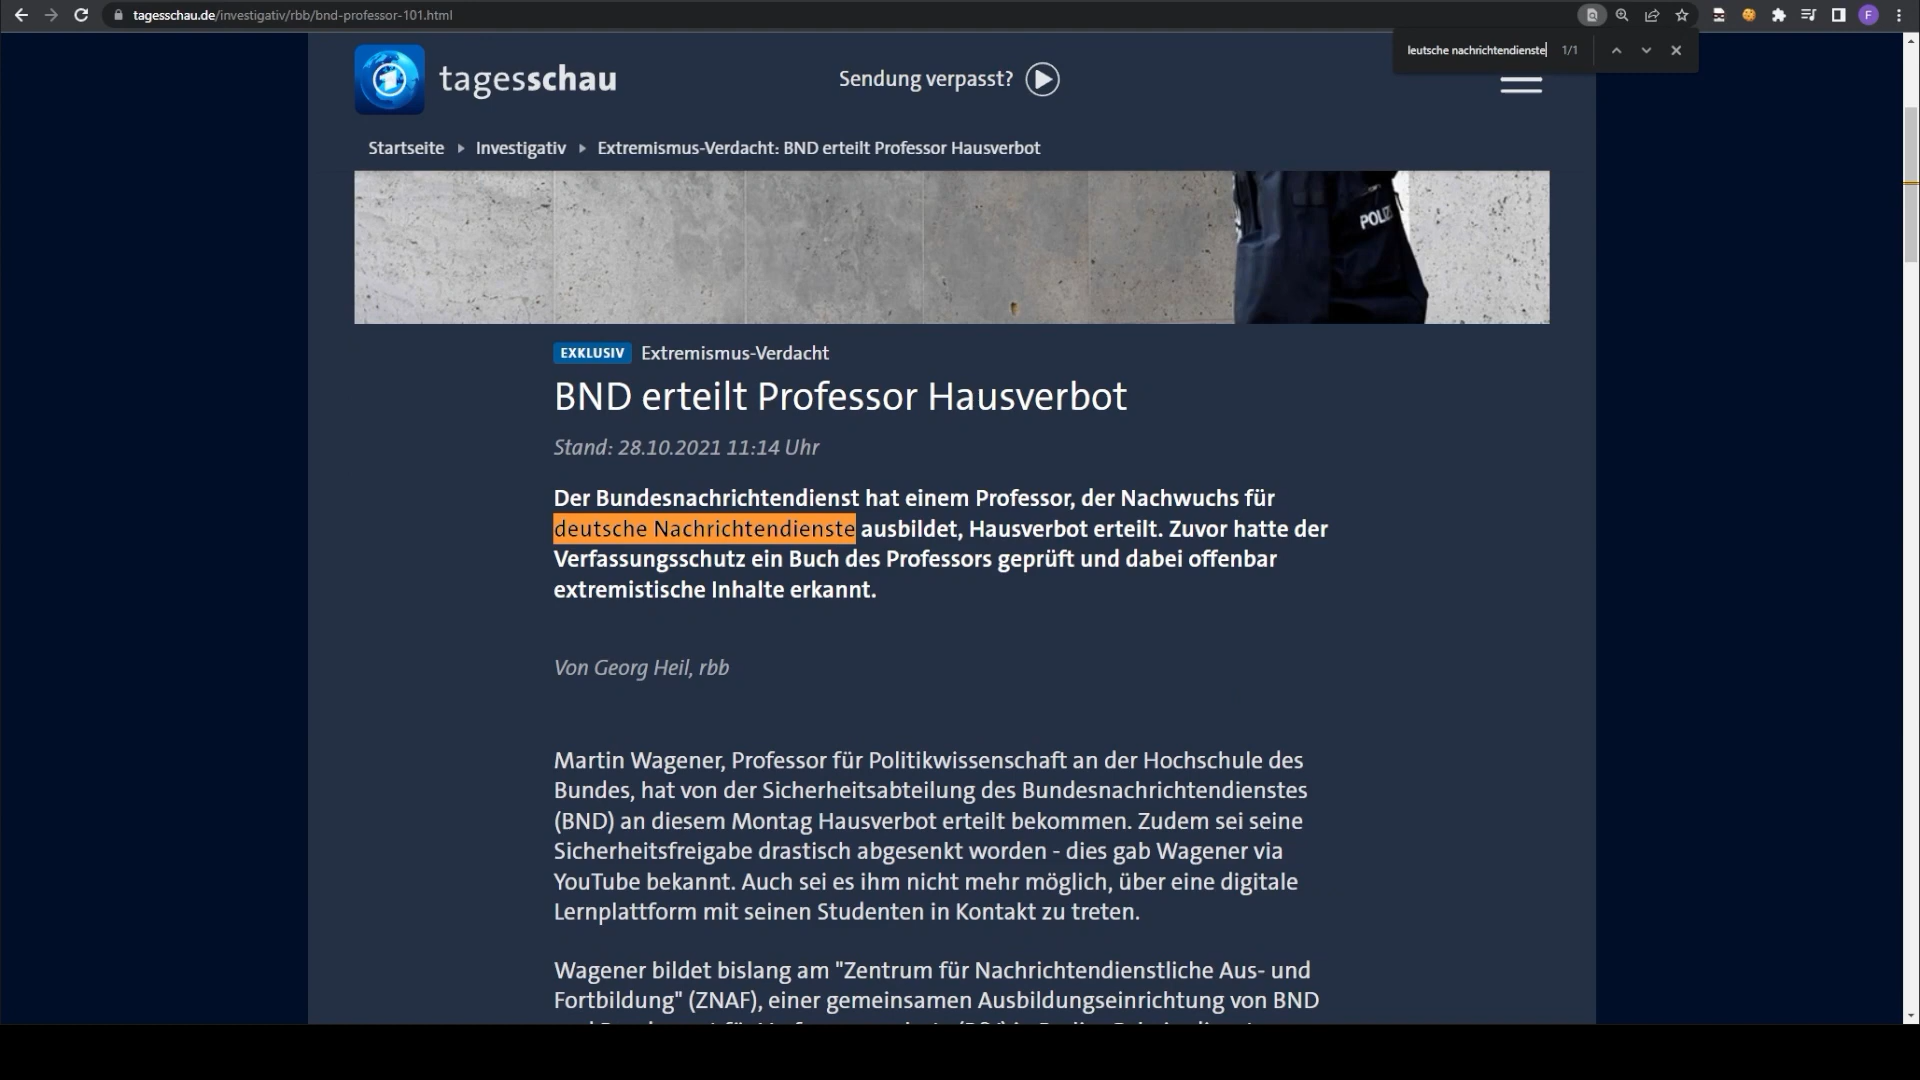 tagesschau.de/investigativ/rbb/bnd-professor-101.html
F
eutsche nachrichtendienste 1/1
1 tagesschau
Sendung verpasst?
Startseite Investigativ Extremismus-Verdacht: BND erteilt Professor Hausverbot
EXKLUSIV Extremismus-Verdacht
BND erteilt Professor Hausverbot
Stand: 28.10.2021 11:14 Uhr
Der Bundesnachrichtendienst hat einem Professor, der Nachwuchs für
deutsche Nachrichtendienste ausbildet, Hausverbot erteilt. Zuvor hatte der
Verfassungsschutz ein Buch des Professors geprüft und dabei offenbar
extremistische Inhalte erkannt.
Von Georg Heil, rbb
Martin Wagener, Professor für Politikwissenschaft an der Hochschule des
Bundes, hat von der Sicherheitsabteilung des Bundesnachrichtendienstes
(BND) an diesem Montag Hausverbot erteilt bekommen. Zudem sei seine
Sicherheitsfreigabe drastisch abgesenkt worden - dies gab Wagener via
YouTube bekannt. Auch sei es ihm nicht mehr möglich, über eine digitale
Lernplattform mit seinen Studenten in Kontakt zu treten.
Wagener bildet bislang am "Zentrum für Nachrichtendienstliche Aus- und
Fortbildung" (ZNAF), einer gemeinsamen Ausbildungseinrichtung von BND